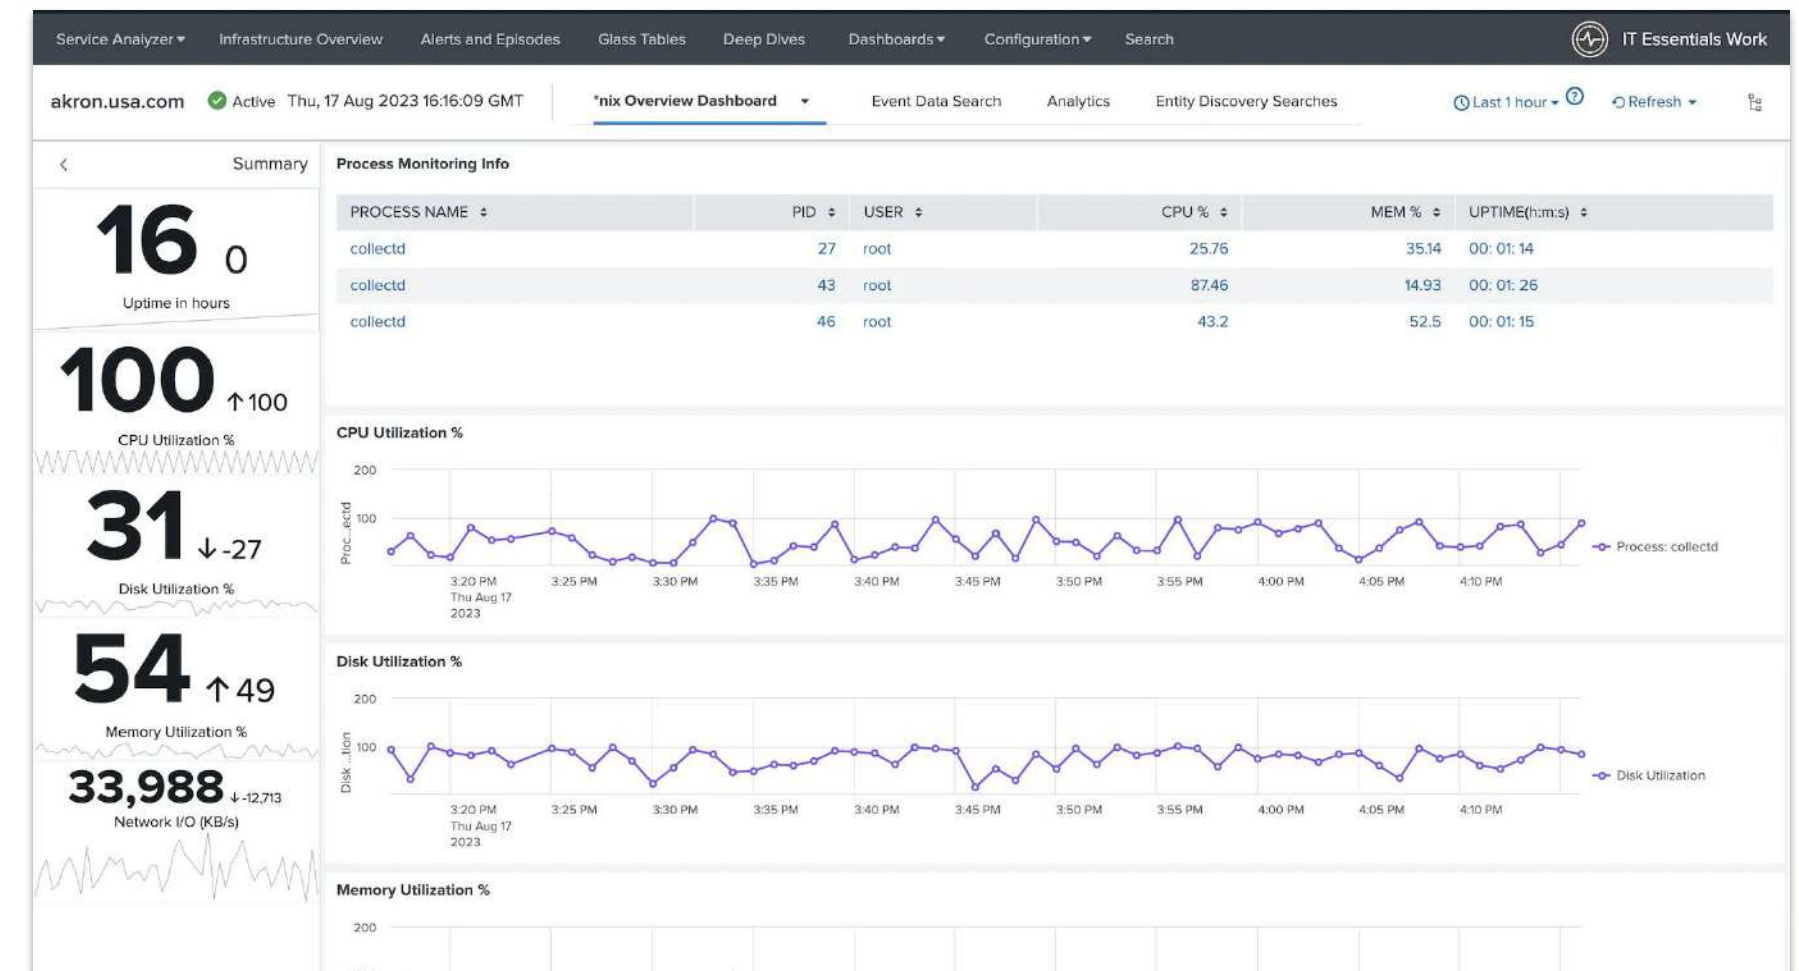 Service Analyzer Infrastructure Overview Alerts and Episodes Glass Tables Deep Dives Dashboards Configuration Search IT Essentials Work
akron.usa.com Active Thu, 17 Aug 2023 16:16:09 GMT *nix Overview Dashboard Event Data Search Analytics Entity Discovery Searches Last 1 hour ? Refresh
Summary
16 0
Uptime in hours
100 ↑100
CPU Utilization %
31 ↓-27
Disk Utilization %
54 ↑49
Memory Utilization %
33,988 ↓-12,713
Network I/O (KB/s)
Process Monitoring Info
PROCESS NAME PID USER CPU % MEM % UPTIME(h:m:s)
collectd 27 root 25.76 35.14 00: 01: 14
collectd 43 root 87.46 14.93 00: 01: 26
collectd 46 root 43.2 52.5 00: 01: 15
CPU Utilization %
200
100
Proc...ectd
3:20 PM 3:25 PM 3:30 PM 3:35 PM 3:40 PM 3:45 PM 3:50 PM 3:55 PM 4:00 PM 4:05 PM 4:10 PM
Thu Aug 17
2023
Process: collectd
Disk Utilization %
200
100
Disk ...tion
3:20 PM 3:25 PM 3:30 PM 3:35 PM 3:40 PM 3:45 PM 3:50 PM 3:55 PM 4:00 PM 4:05 PM 4:10 PM
Thu Aug 17
2023
Disk Utilization
Memory Utilization %
200